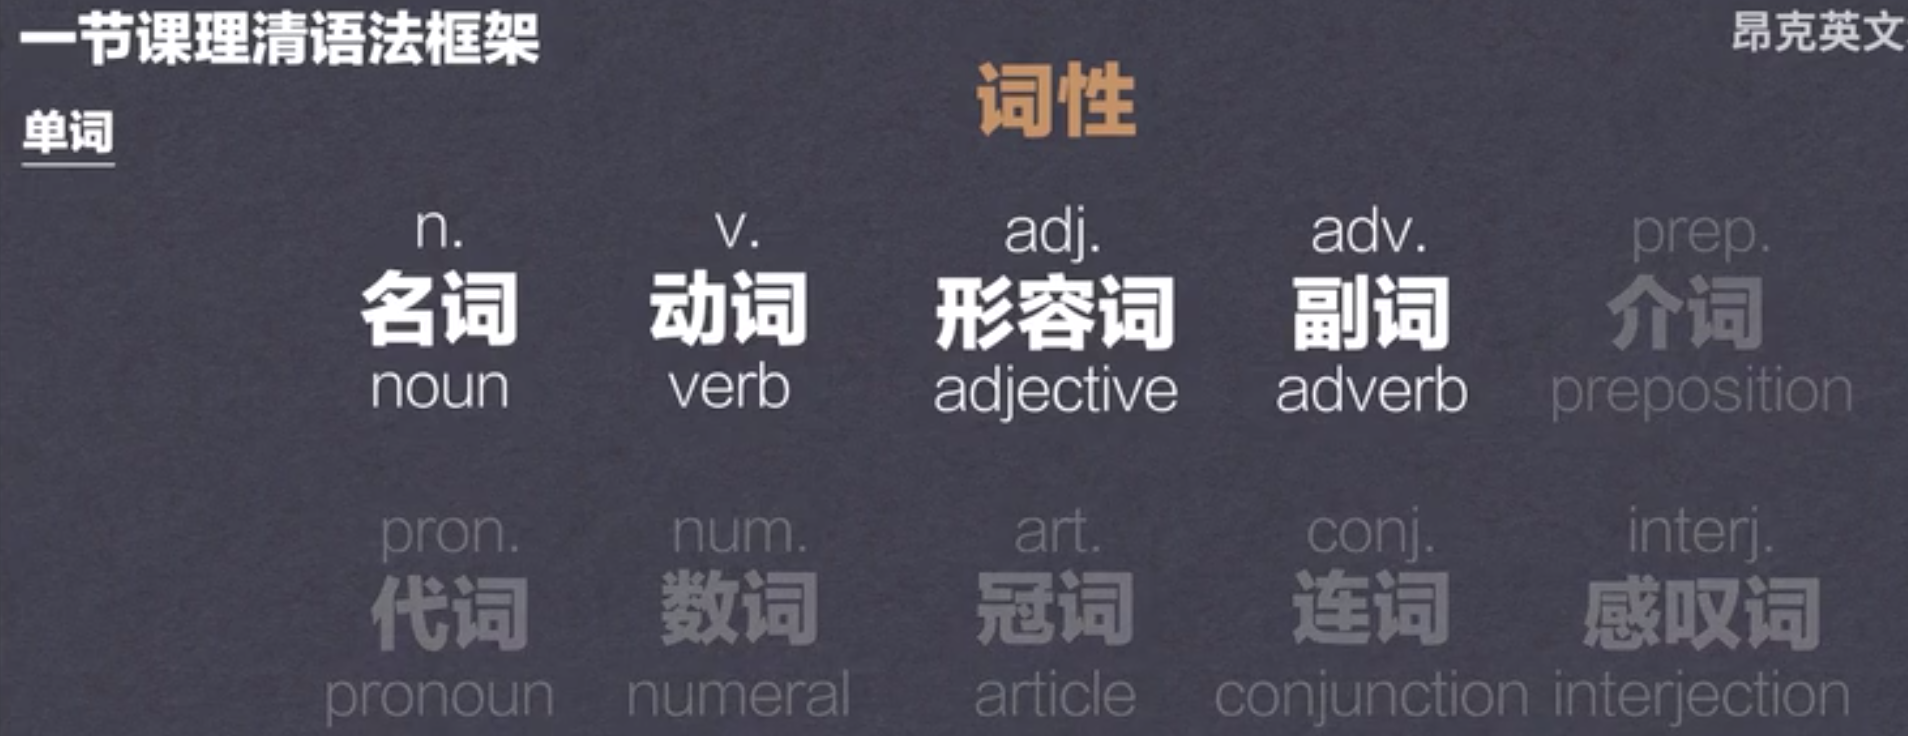 一节课理清语法框架
昂克英文
单词
词性
n. v. adj. adv. prep.
名词 动词 形容词 副词 介词
noun verb adjective adverb preposition
pron. num. art. conj. interj.
代词 数词 冠词 连词 感叹词
pronoun numeral article conjunction interjection